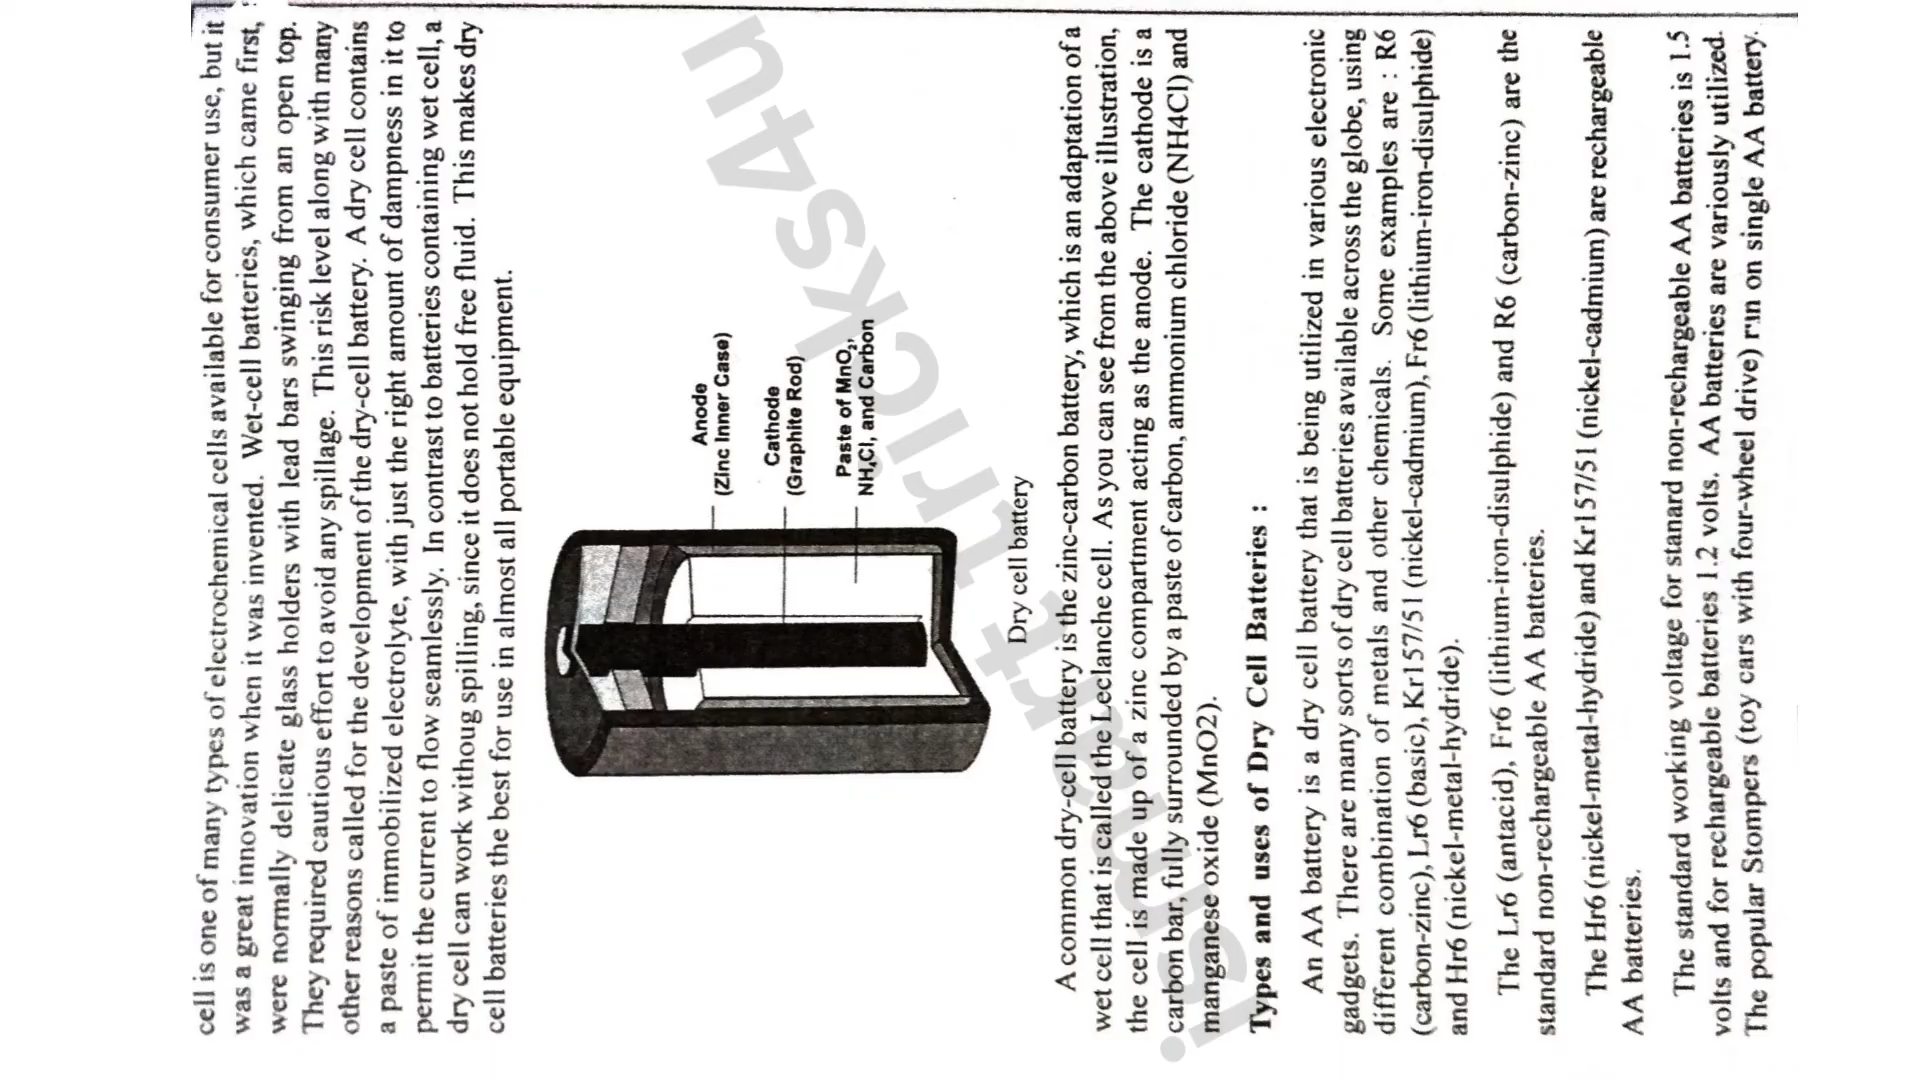 cell is one of many types of electrochemical cells available for consumer use, but it
was a great innovation when it was invented. Wet-cell batteries, which came first,
were normally delicate glass holders with lead bars swinging from an open top.
They required cautious effort to avoid any spillage. This risk level along with many
other reasons called for the development of the dry-cell battery. A dry cell contains
a paste of immobilized electrolyte, with just the right amount of dampness in it to
permit the current to flow seamlessly. In contrast to batteries containing wet cell, a
dry cell can work withoug spilling, since it does not hold free fluid. This makes dry
cell batteries the best for use in almost all portable equipment.
Anode
(Zinc Inner Case)
Cathode
(Graphite Rod)
Paste of MnO2,
NH4Cl, and Carbon
Dry cell battery
A common dry-cell battery is the zinc-carbon battery, which is an adaptation of a
wet cell that is called the Leclanche cell. As you can see from the above illustration,
the cell is made up of a zinc compartment acting as the anode. The cathode is a
carbon bar, fully surrounded by a paste of carbon, ammonium chloride (NH4Cl) and
manganese oxide (MnO2).
Types and uses of Dry Cell Batteries :
An AA battery is a dry cell battery that is being utilized in various electronic
gadgets. There are many sorts of dry cell batteries available across the globe, using
different combination of metals and other chemicals. Some examples are : R6
(carbon-zinc), Lr6 (basic), Kr157/51 (nickel-cadmium), Fr6 (lithium-iron-disulphide)
and Hr6 (nickel-metal-hydride).
The Lr6 (antacid), Fr6 (lithium-iron-disulphide) and R6 (carbon-zinc) are the
standard non-rechargeable AA batteries.
The Hr6 (nickel-metal-hydride) and Kr157/51 (nickel-cadmium) are rechargeable
AA batteries.
The standard working voltage for stanard non-rechargeable AA batteries is 1.5
volts and for rechargeable batteries 1.2 volts. AA batteries are variously utilized.
The popular Stompers (toy cars with four-wheel drive) run on single AA battery.
ismart tricks4u